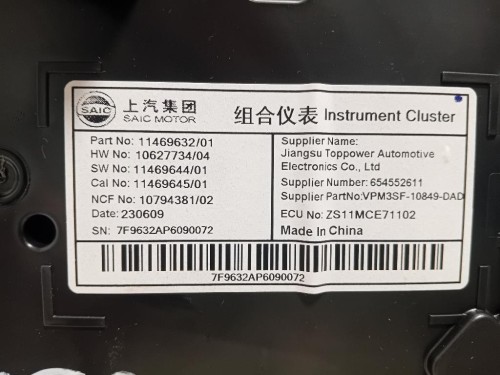 SAIC
上汽集团
SAIC MOTOR
组合仪表 Instrument Cluster
Part No: 11469632/01
HW No: 10627734/04
SW No: 11469644/01
Cal No: 11469645/01
NCF No: 10794381/02
Date: 230609
SN: 7F9632AP6090072
Supplier Name:
Jiangsu Toppower Automotive
Electronics Co., Ltd
Supplier Number: 654552611
Supplier Part No:VPM3SF-10849-DAD
ECU No: ZS11MCE71102
Made In China
7F9632AP6090072